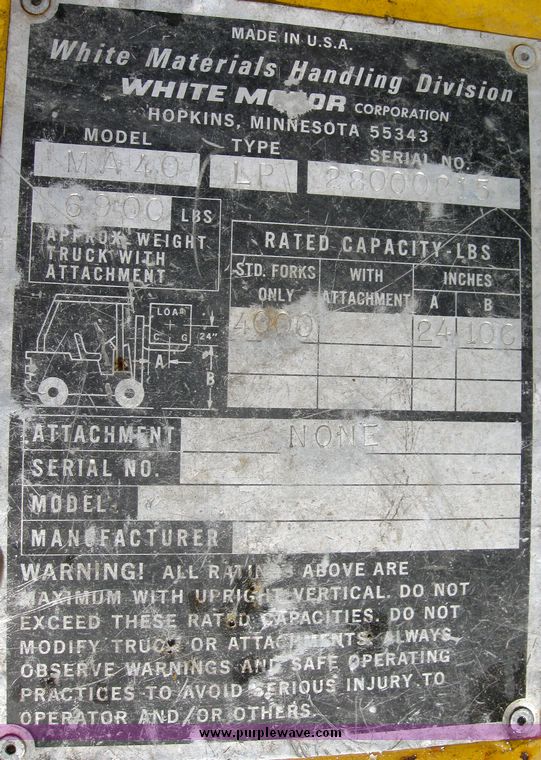 MADE IN U.S.A.
White Materials Handling Division
WHITE MOTOR CORPORATION
HOPKINS, MINNESOTA 55343
MODEL TYPE SERIAL NO.
MA40 LP 28000815
6900 LBS
APPROX. WEIGHT
TRUCK WITH
ATTACHMENT
RATED CAPACITY-LBS
STD. FORKS WITH INCHES
ONLY ATTACHMENT A B
4000 24 106
LOAD
C G 24"
A
B
ATTACHMENT NONE
SERIAL NO.
MODEL
MANUFACTURER
WARNING! ALL RATINGS ABOVE ARE
MAXIMUM WITH UPRIGHT VERTICAL. DO NOT
EXCEED THESE RATED CAPACITIES. DO NOT
MODIFY TRUCK OR ATTACHMENTS. ALWAYS
OBSERVE WARNINGS AND SAFE OPERATING
PRACTICES TO AVOID SERIOUS INJURY TO
OPERATOR AND/OR OTHERS.
www.purplewave.com